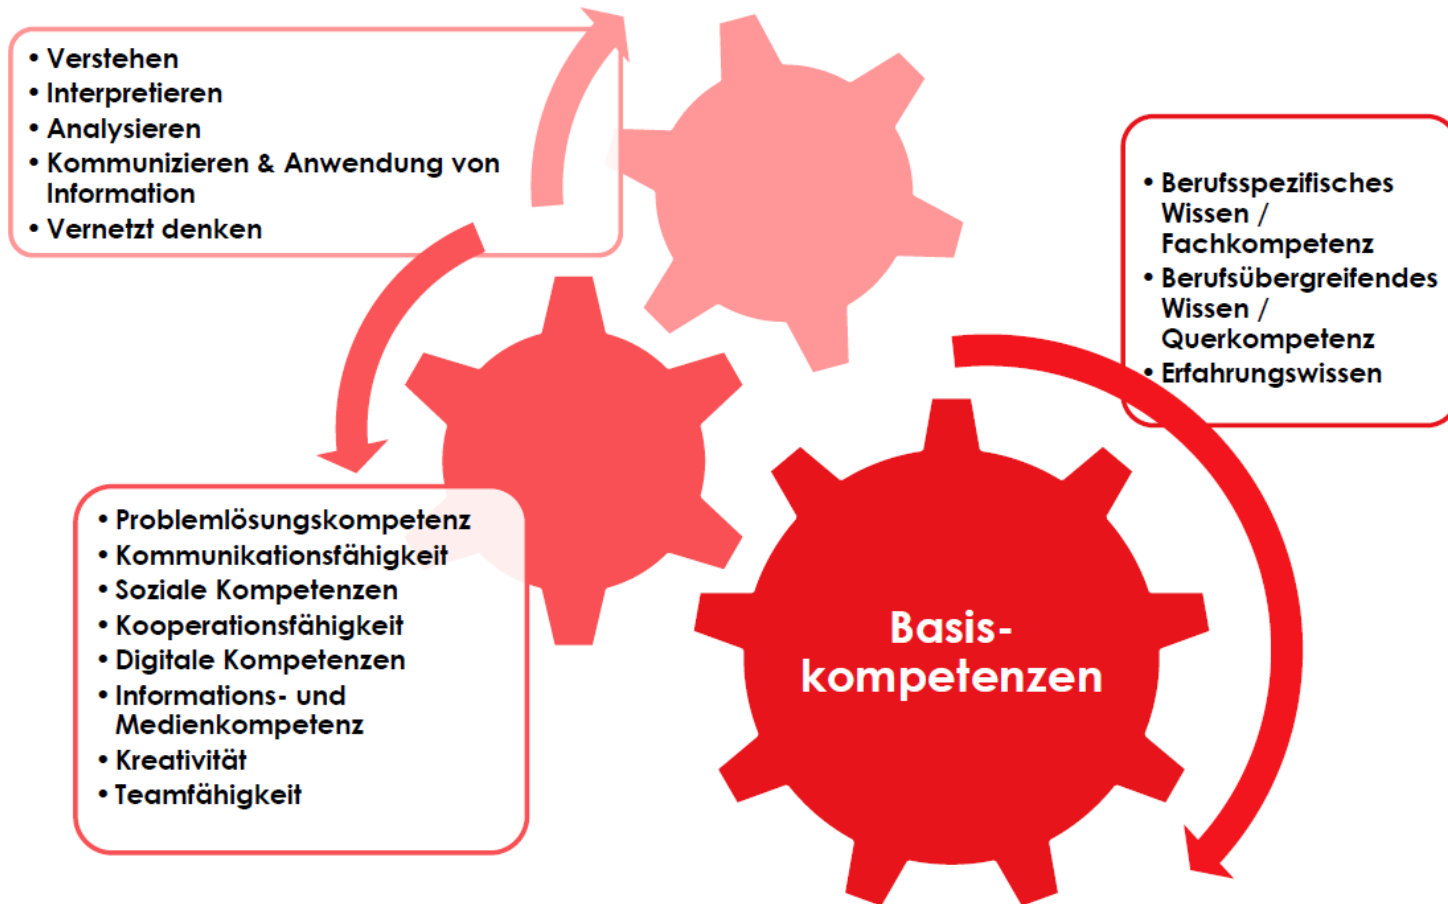 • Verstehen
• Interpretieren
• Analysieren
• Kommunizieren & Anwendung von
Information
• Vernetzt denken
• Berufsspezifisches
Wissen /
Fachkompetenz
• Berufsübergreifendes
Wissen /
Querkompetenz
• Erfahrungswissen
• Problemlösungskompetenz
• Kommunikationsfähigkeit
• Soziale Kompetenzen
• Kooperationsfähigkeit
• Digitale Kompetenzen
• Informations- und
Medienkompetenz
• Kreativität
• Teamfähigkeit
Basis-
kompetenzen